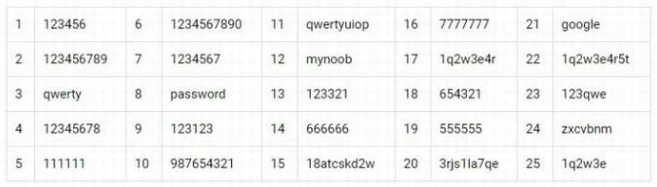 1 123456 6 1234567890 11 qwertyuiop 16 7777777 21 google
2 123456789 7 1234567 12 mynoob 17 1q2w3e4r 22 1q2w3e4r5t
3 qwerty 8 password 13 123321 18 654321 23 123qwe
4 12345678 9 123123 14 666666 19 555555 24 zxcvbnm
5 111111 10 987654321 15 18atcskd2w 20 3rjs1la7qe 25 1q2w3e